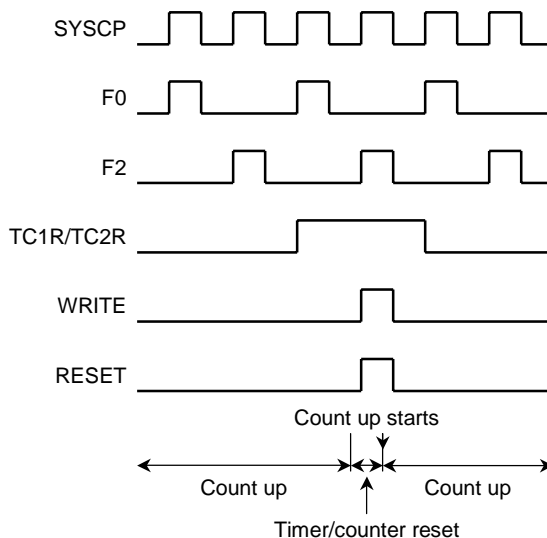 SYSCP
F0
F2
TC1R/TC2R
WRITE
RESET
Count up starts
Count up Count up
Timer/counter reset